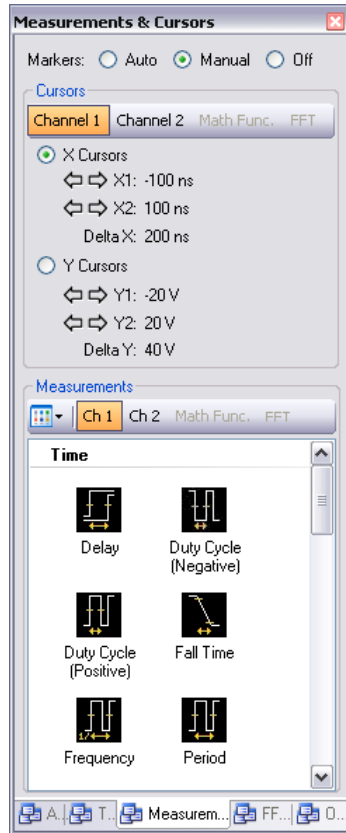 Measurements & Cursors
Markers: Auto Manual Off
Cursors
Channel 1 Channel 2 Math Func. FFT
X Cursors
X1: -100 ns
X2: 100 ns
Delta X: 200 ns
Y Cursors
Y1: -20 V
Y2: 20 V
Delta Y: 40 V
Measurements
Ch 1 Ch 2 Math Func. FFT
Time
Delay Duty Cycle (Negative)
Duty Cycle (Positive) Fall Time
Frequency Period
A.. T.. Measurem... FF... O..